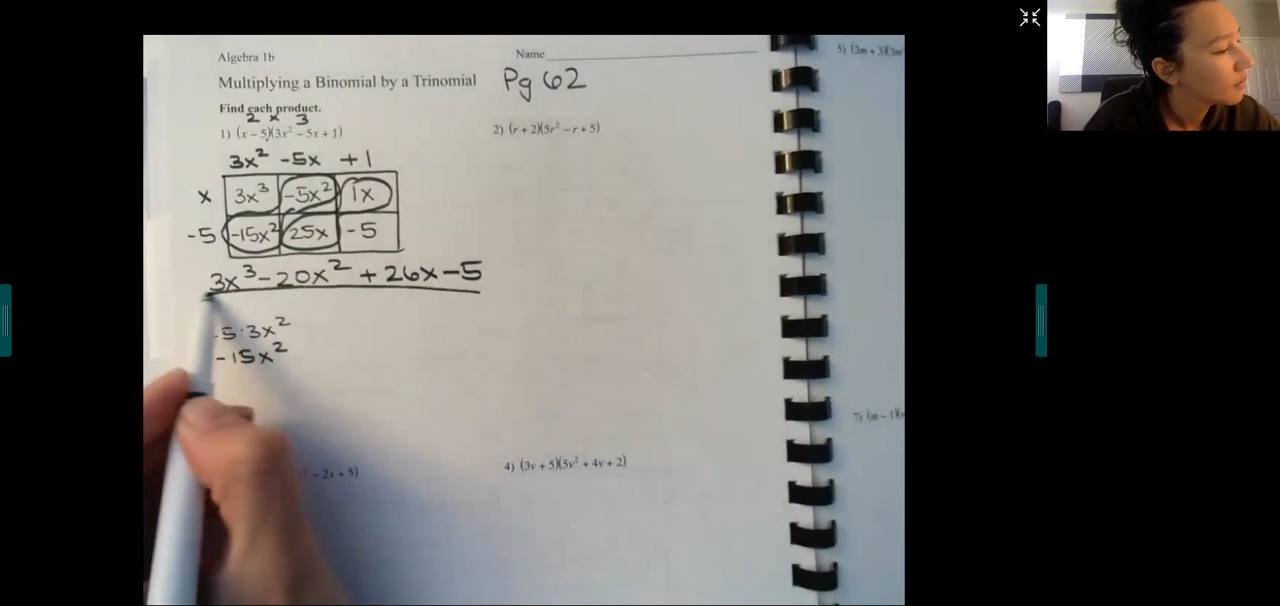 Algebra 1b
Name
Multiplying a Binomial by a Trinomial
Pg 62
Find each product.
2 x 3
1) (x − 5)(3x² − 5x + 1)
2) (r + 2)(5r² − r + 5)
3x² -5x +1
x 3x³ -5x² 1x
-5 -15x² 25x -5
3x³ - 20x² + 26x - 5
-5·3x²
-15x²
− 2x + 5)
4) (3v + 5)(5v² + 4v + 2)
5) (3m + 3)(3m
7) (m − 1)(